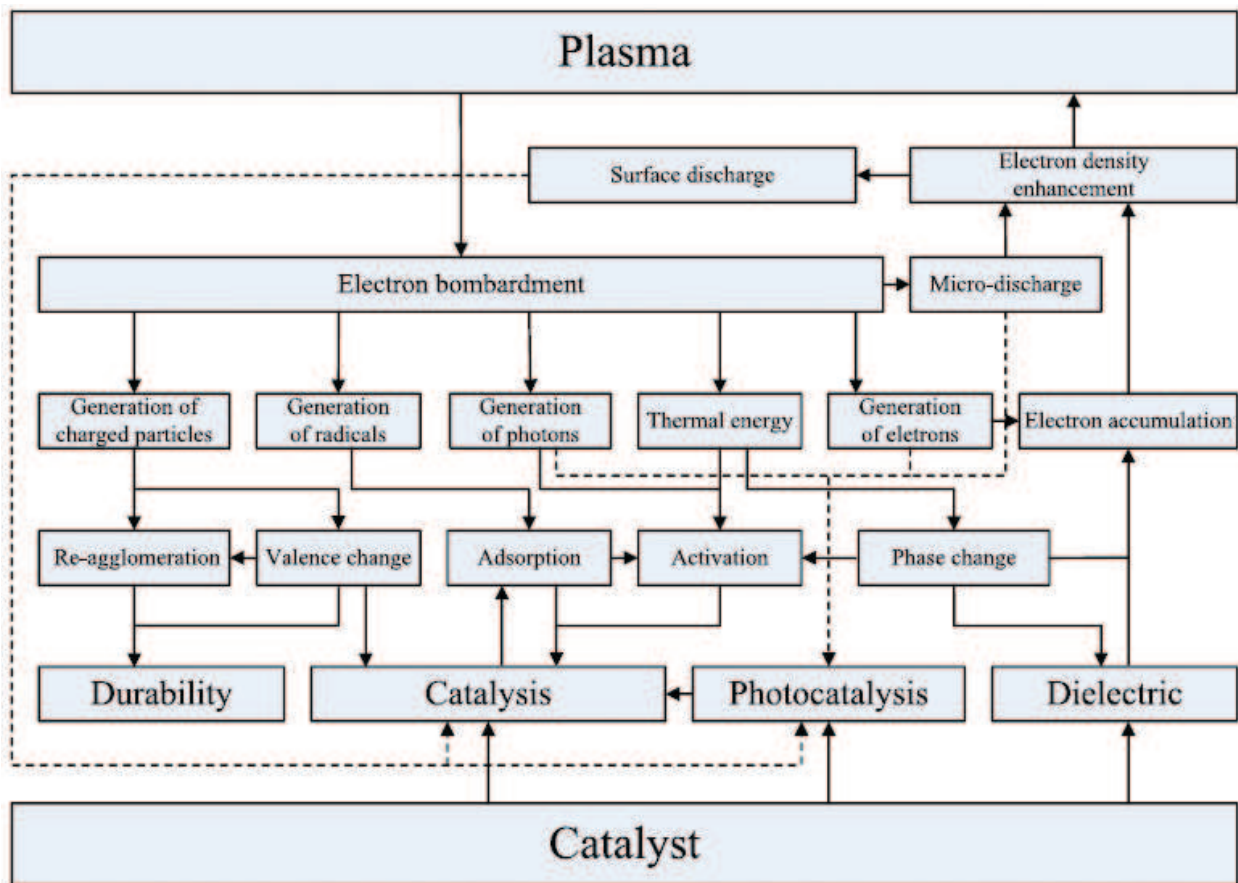 Plasma
Surface discharge
Electron density
enhancement
Electron bombardment
Micro-discharge
Generation of
charged particles
Generation
of radicals
Generation
of photons
Thermal energy
Generation
of eletrons
Electron accumulation
Re-agglomeration
Valence change
Adsorption
Activation
Phase change
Durability
Catalysis
Photocatalysis
Dielectric
Catalyst